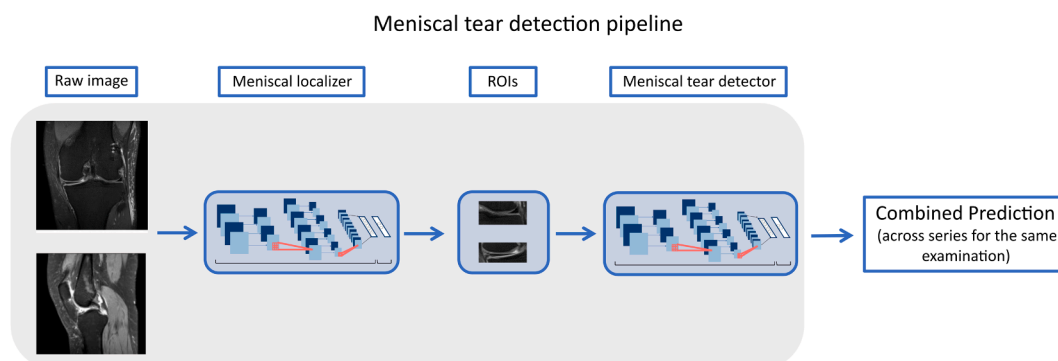 Meniscal tear detection pipeline
Raw image
Meniscal localizer
ROIs
Meniscal tear detector
Combined Prediction
(across series for the same
examination)